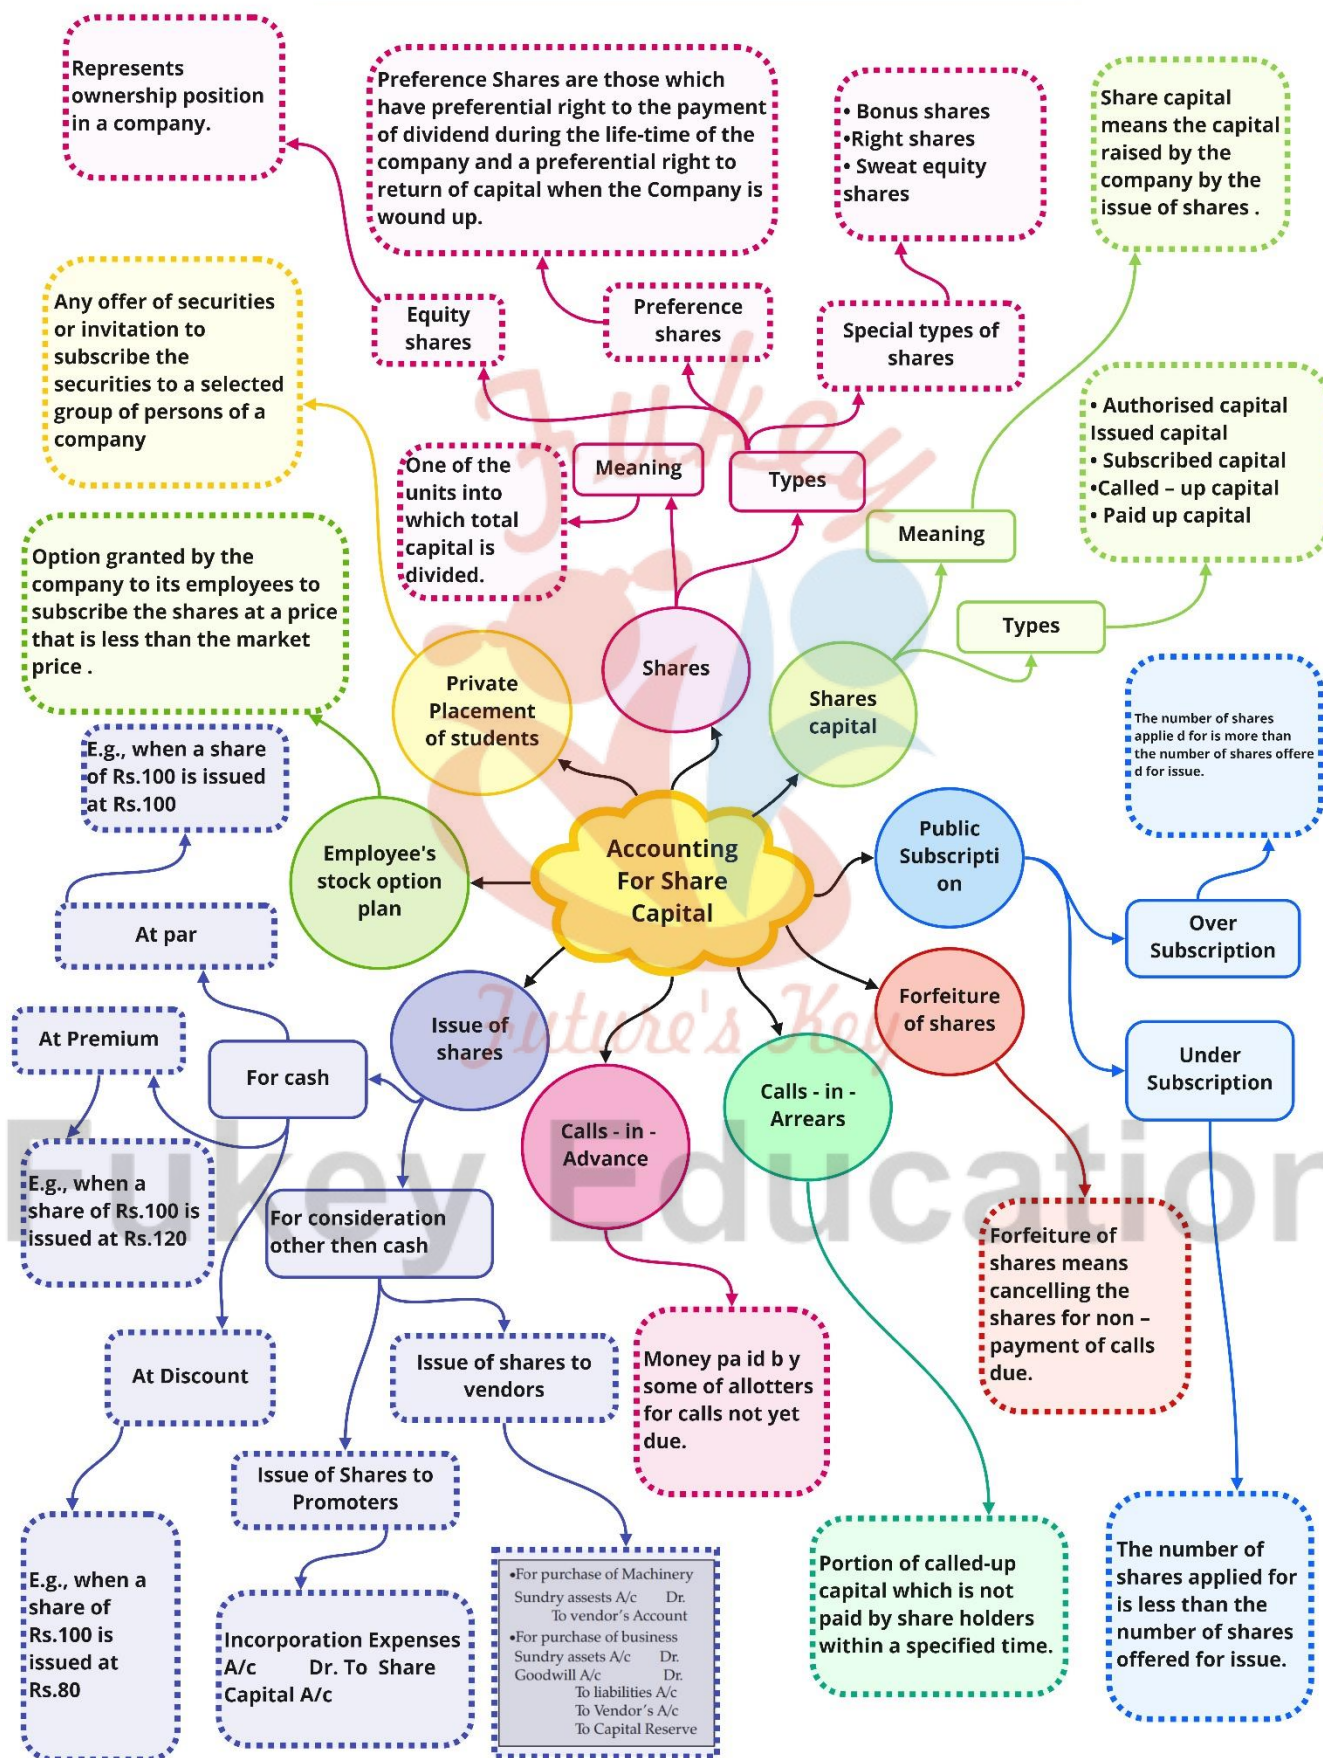 Represents
ownership position
in a company.
Preference Shares are those which
have preferential right to the payment
of dividend during the life-time of the
company and a preferential right to
return of capital when the Company is
wound up.
• Bonus shares
•Right shares
• Sweat equity
shares
Share capital
means the capital
raised by the
company by the
issue of shares .
Any offer of securities
or invitation to
subscribe the
securities to a selected
group of persons of a
company
Equity
shares
Preference
shares
Special types of
shares
• Authorised capital
Issued capital
• Subscribed capital
•Called – up capital
• Paid up capital
One of the
units into
which total
capital is
divided.
Meaning
Types
Meaning
Types
Option granted by the
company to its employees to
subscribe the shares at a price
that is less than the market
price .
Fukey
Private
Placement
of students
Shares
Shares
capital
The number of shares
applie d for is more than
the number of shares offere
d for issue.
E.g., when a share
of Rs.100 is issued
at Rs.100
Employee's
stock option
plan
Accounting
For Share
Capital
Public
Subscripti
on
Over
Subscription
At par
Future's Key
Issue of
shares
Forfeiture
of shares
At Premium
For cash
Under
Subscription
Calls - in -
Advance
Calls - in -
Arrears
Fukey Education
E.g., when a
share of Rs.100 is
issued at Rs.120
For consideration
other then cash
Forfeiture of
shares means
cancelling the
shares for non –
payment of calls
due.
At Discount
Issue of shares to
vendors
Money pa id b y
some of allotters
for calls not yet
due.
Issue of Shares to
Promoters
E.g., when a
share of
Rs.100 is
issued at
Rs.80
Incorporation Expenses
A/c Dr. To Share
Capital A/c
•For purchase of Machinery
Sundry assests A/c Dr.
To vendor's Account
•For purchase of business
Sundry assets A/c Dr.
Goodwill A/c Dr.
To liabilities A/c
To Vendor's A/c
To Capital Reserve
Portion of called-up
capital which is not
paid by share holders
within a specified time.
The number of
shares applied for
is less than the
number of shares
offered for issue.